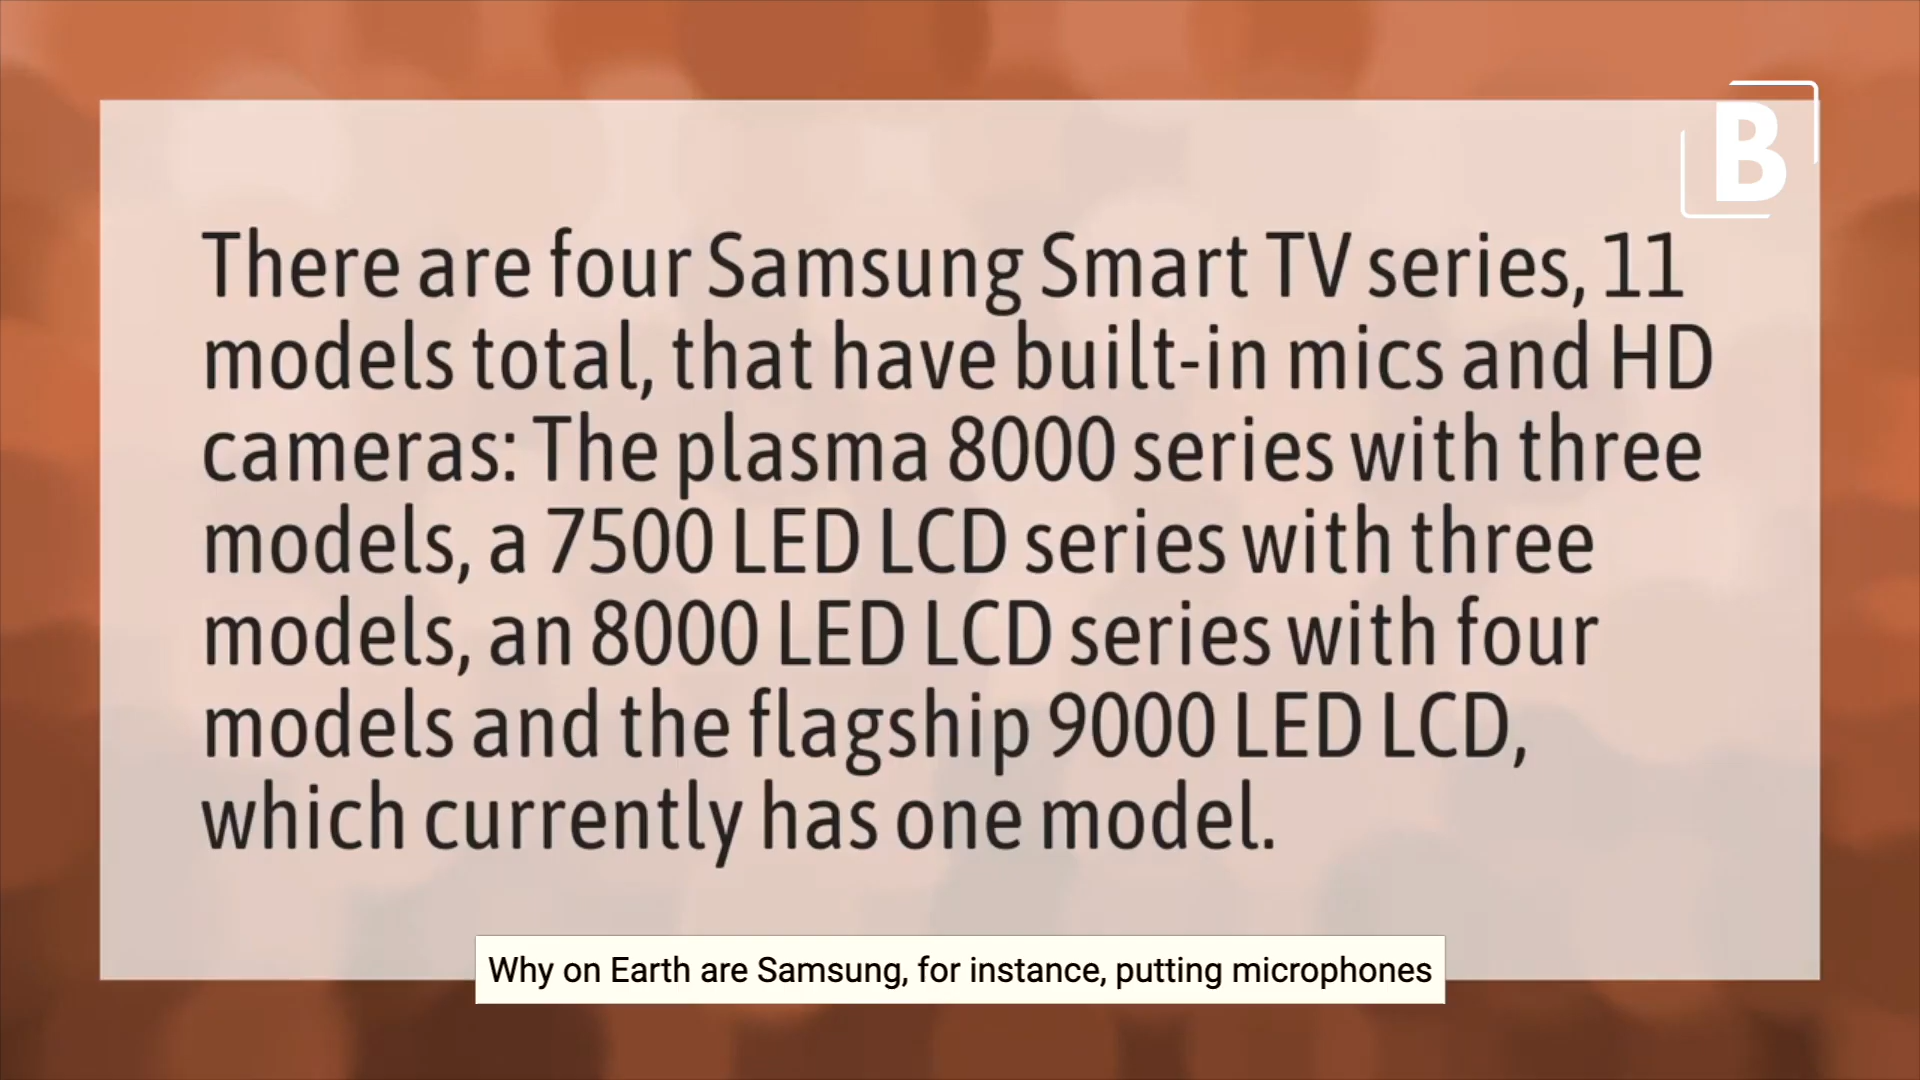 B
There are four Samsung Smart TV series, 11
models total, that have built-in mics and HD
cameras: The plasma 8000 series with three
models, a 7500 LED LCD series with three
models, an 8000 LED LCD series with four
models and the flagship 9000 LED LCD,
which currently has one model.
Why on Earth are Samsung, for instance, putting microphones